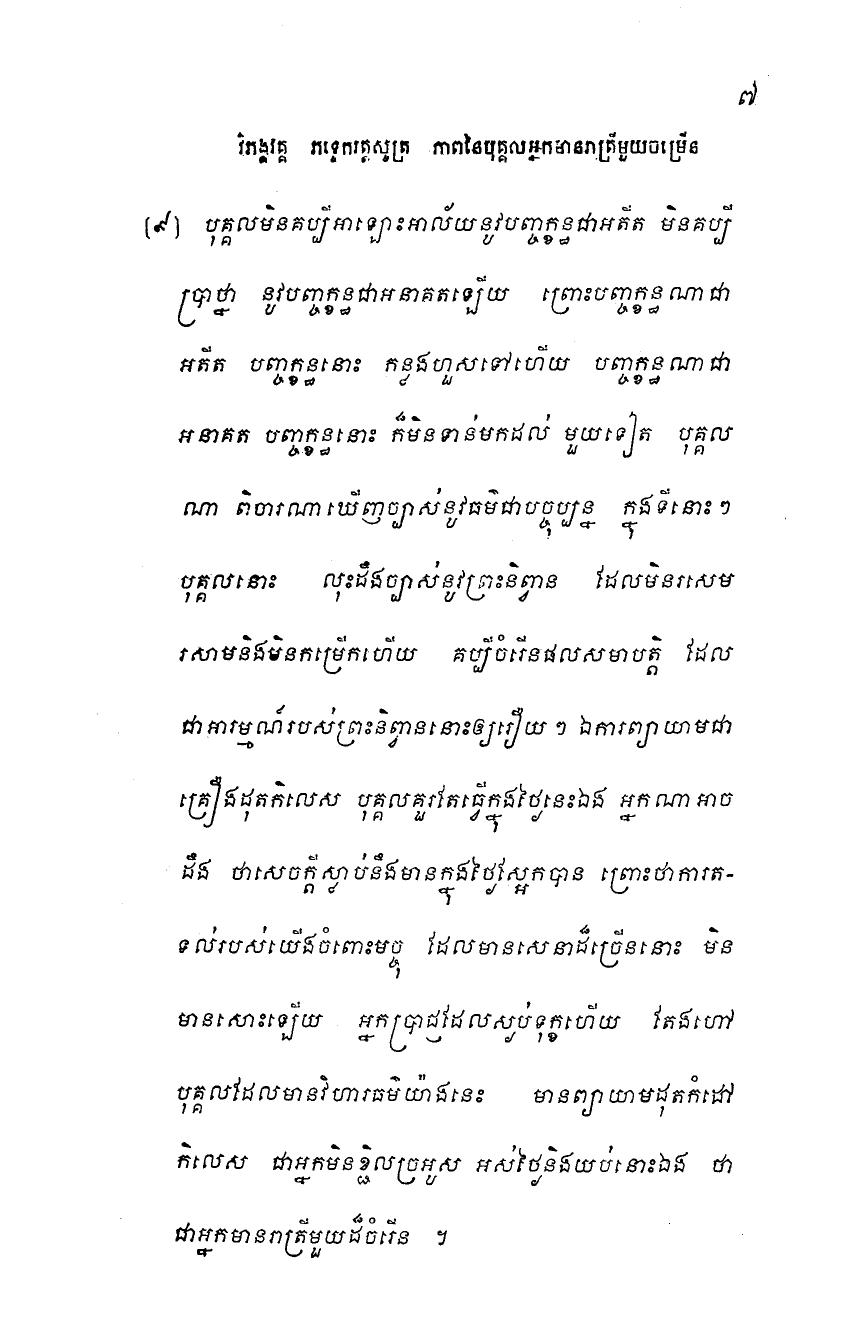 ៧
វិភង្គវគ្គ ភទ្ទេករត្តសូត្រ ភាពនៃបុគ្គលអ្នកមានរាត្រីមួយចម្រើន
(៩) បុគ្គលមិនគប្បីអាឡោះអាល័យនូវបញ្ចក្ខន្ធជាអតីត មិនគប្បី
ប្រាថ្នា នូវបញ្ចក្ខន្ធជាអនាគតឡើយ ព្រោះបញ្ចក្ខន្ធណាជា
អតីត បញ្ចក្ខន្ធនោះ កន្លងហួសទៅហើយ បញ្ចក្ខន្ធណាជា
អនាគត បញ្ចក្ខន្ធនោះ ក៏មិនទាន់មកដល់ មួយទៀត បុគ្គល
ណា ពិចារណាឃើញច្បាស់នូវធម៌ជាបច្ចុប្បន្ន ក្នុងទីនោះៗ
បុគ្គលនោះ លុះដឹងច្បាស់នូវព្រះនិព្វាន ដែលមិនរសេម
រសាមនិងមិនកម្រើកហើយ គប្បីចំរើនផលសមាបត្តិ ដែល
ជាអារម្មណ៍របស់ព្រះនិព្វាននោះឲ្យរឿយៗ ឯការព្យាយាមជា
គ្រឿងដុតកិលេស បុគ្គលគួរតែធ្វើក្នុងថ្ងៃនេះឯង អ្នកណាអាច
ដឹង ថាសេចក្តីស្លាប់នឹងមានក្នុងថ្ងៃស្អែកបាន ព្រោះថាការត-
ទល់របស់យើងចំពោះមច្ចុ ដែលមានសេនាដ៏ច្រើននោះ មិន
មានសោះឡើយ អ្នកប្រាជ្ញដែលស្ងប់ទុក្ខហើយ តែងហៅ
បុគ្គលដែលមានវិហារធម៌យ៉ាងនេះ មានព្យាយាមដុតកំដៅ
កិលេស ជាអ្នកមិនខ្ជិលច្រអូស អស់ថ្ងៃនិងយប់នោះឯង ថា
ជាអ្នកមានរាត្រីមួយដ៏ចំរើន ។